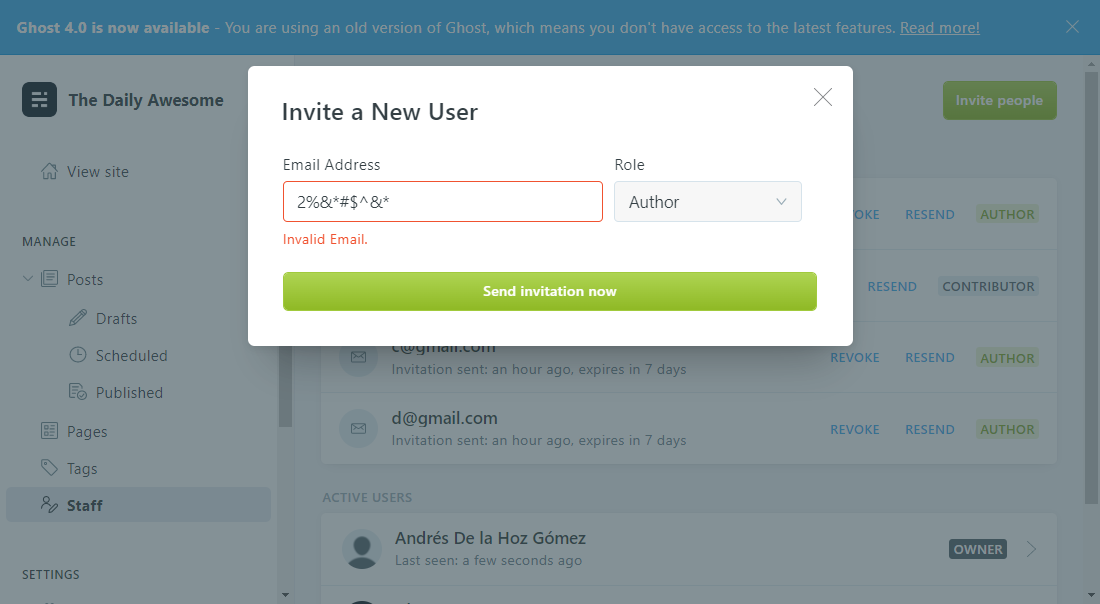 Ghost 4.0 is now available - You are using an old version of Ghost, which means you don't have access to the latest features. Read more!
The Daily Awesome
View site
MANAGE
Posts
Drafts
Scheduled
Published
Pages
Tags
Staff
SETTINGS
Invite people
Invite a New User
Email Address
Role
2%&*#$^&*
Author
Invalid Email.
Send invitation now
RESEND
AUTHOR
RESEND
CONTRIBUTOR
c@gmail.com
Invitation sent: an hour ago, expires in 7 days
REVOKE
RESEND
AUTHOR
d@gmail.com
Invitation sent: an hour ago, expires in 7 days
REVOKE
RESEND
AUTHOR
ACTIVE USERS
Andrés De la Hoz Gómez
Last seen: a few seconds ago
OWNER